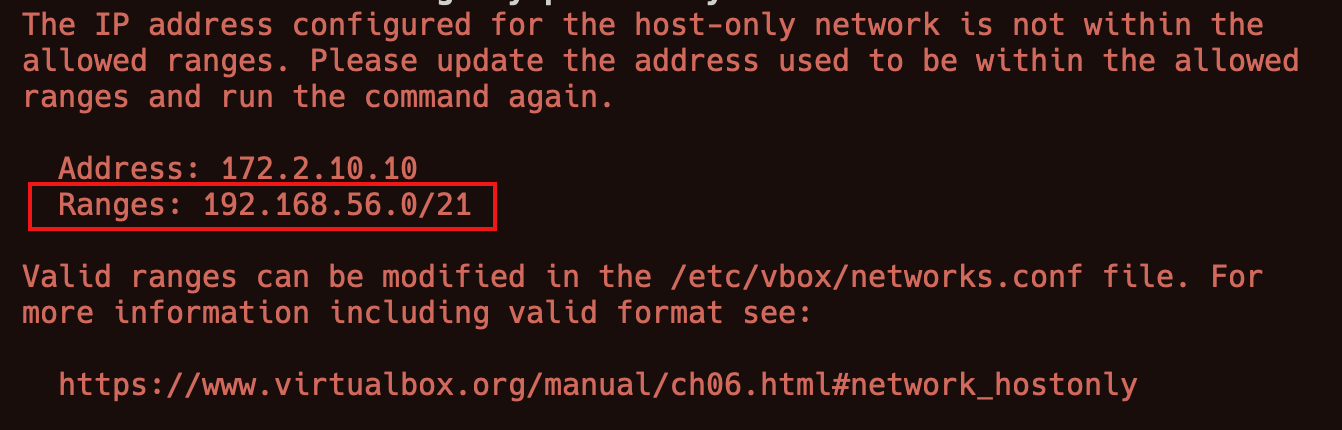 The IP address configured for the host-only network is not within the
allowed ranges. Please update the address used to be within the allowed
ranges and run the command again.
Address: 172.2.10.10
Ranges: 192.168.56.0/21
Valid ranges can be modified in the /etc/vbox/networks.conf file. For
more information including valid format see:
https://www.virtualbox.org/manual/ch06.html#network_hostonly